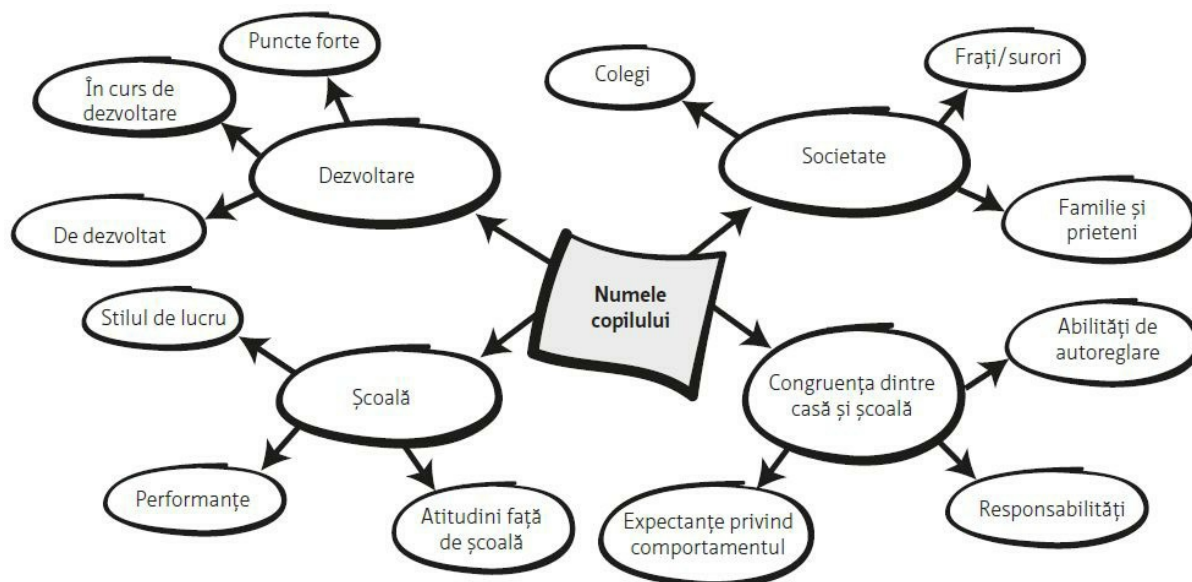 Puncte forte
În curs de
dezvoltare
Dezvoltare
De dezvoltat
Colegi
Frați/surori
Societate
Familie și
prieteni
Numele
copilului
Stilul de lucru
Școală
Performanțe
Atitudini față
de școală
Congruența dintre
casă și școală
Abilități de
autoreglare
Responsabilități
Expectanțe privind
comportamentul